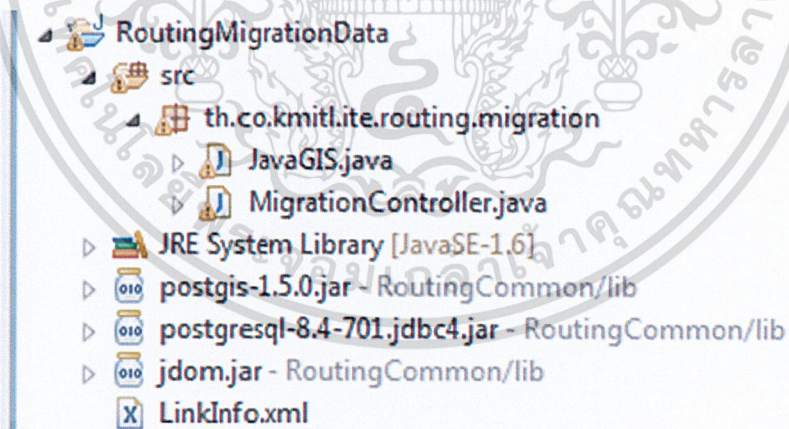 RoutingMigrationData
src
th.co.kmitl.ite.routing.migration
JavaGIS.java
MigrationController.java
JRE System Library [JavaSE-1.6]
postgis-1.5.0.jar - RoutingCommon/lib
postgresql-8.4-701.jdbc4.jar - RoutingCommon/lib
jdom.jar - RoutingCommon/lib
LinkInfo.xml